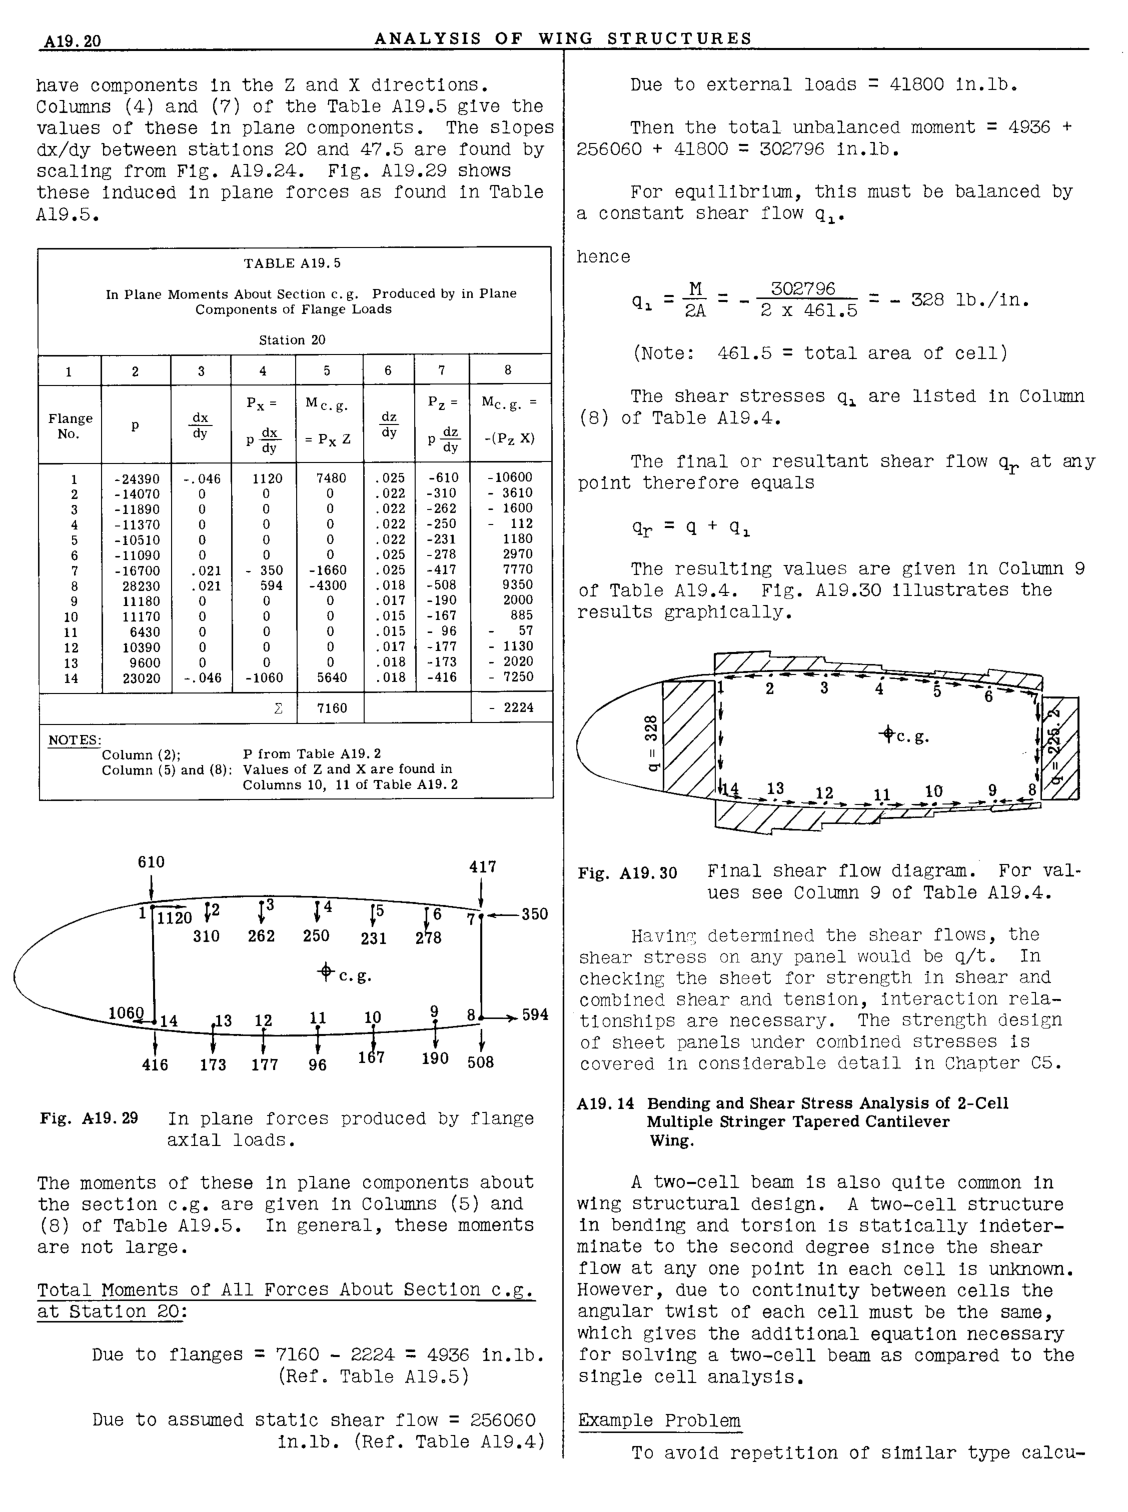 A19.20
ANALYSIS OF WING STRUCTURES
have components in the Z and X directions.
Columns (4) and (7) of the Table A19.5 give the
values of these in plane components. The slopes
dx/dy between stations 20 and 47.5 are found by
scaling from Fig. A19.24. Fig. A19.29 shows
these induced in plane forces as found in Table
A19.5.
TABLE A19.5
In Plane Moments About Section c.g. Produced by in Plane
Components of Flange Loads
Station 20
1 2 3 4 5 6 7 8
Flange No. P dx/dy Px = p dx/dy Mc.g. = Px Z dz/dy Pz = p dz/dy Mc.g. = -(Pz X)
1 -24390 -.046 1120 7480 .025 -610 -10600
2 -14070 0 0 0 .022 -310 - 3610
3 -11890 0 0 0 .022 -262 - 1600
4 -11370 0 0 0 .022 -250 - 112
5 -10510 0 0 0 .022 -231 1180
6 -11090 0 0 0 .025 -278 2970
7 -16700 .021 - 350 -1660 .025 -417 7770
8 28230 .021 594 -4300 .018 -508 9350
9 11180 0 0 0 .017 -190 2000
10 11170 0 0 0 .015 -167 885
11 6430 0 0 0 .015 - 96 - 57
12 10390 0 0 0 .017 -177 - 1130
13 9600 0 0 0 .018 -173 - 2020
14 23020 -.046 -1060 5640 .018 -416 - 7250
Σ 7160 - 2224
NOTES:
Column (2); P from Table A19.2
Column (5) and (8): Values of Z and X are found in
Columns 10, 11 of Table A19.2
610 417
1 1120 2 3 4 5 6 7 350
310 262 250 231 278
c.g.
1060 14 13 12 11 10 9 8 594
416 173 177 96 167 190 508
Fig. A19.29 In plane forces produced by flange
axial loads.
The moments of these in plane components about
the section c.g. are given in Columns (5) and
(8) of Table A19.5. In general, these moments
are not large.
Total Moments of All Forces About Section c.g.
at Station 20:
Due to flanges = 7160 - 2224 = 4936 in.lb.
(Ref. Table A19.5)
Due to assumed static shear flow = 256060
in.lb. (Ref. Table A19.4)
Due to external loads = 41800 in.lb.
Then the total unbalanced moment = 4936 +
256060 + 41800 = 302796 in.lb.
For equilibrium, this must be balanced by
a constant shear flow q₁.
hence
q₁ = M/2A = - 302796/(2 x 461.5) = - 328 lb./in.
(Note: 461.5 = total area of cell)
The shear stresses q₁ are listed in Column
(8) of Table A19.4.
The final or resultant shear flow qr at any
point therefore equals
qr = q + q₁
The resulting values are given in Column 9
of Table A19.4. Fig. A19.30 illustrates the
results graphically.
1 2 3 4 5 6 7
q = 328
c.g.
q = 225.2
14 13 12 11 10 9 8
Fig. A19.30 Final shear flow diagram. For val-
ues see Column 9 of Table A19.4.
Having determined the shear flows, the
shear stress on any panel would be q/t. In
checking the sheet for strength in shear and
combined shear and tension, interaction rela-
tionships are necessary. The strength design
of sheet panels under combined stresses is
covered in considerable detail in Chapter C5.
A19.14 Bending and Shear Stress Analysis of 2-Cell
Multiple Stringer Tapered Cantilever
Wing.
A two-cell beam is also quite common in
wing structural design. A two-cell structure
in bending and torsion is statically indeter-
minate to the second degree since the shear
flow at any one point in each cell is unknown.
However, due to continuity between cells the
angular twist of each cell must be the same,
which gives the additional equation necessary
for solving a two-cell beam as compared to the
single cell analysis.
Example Problem
To avoid repetition of similar type calcu-